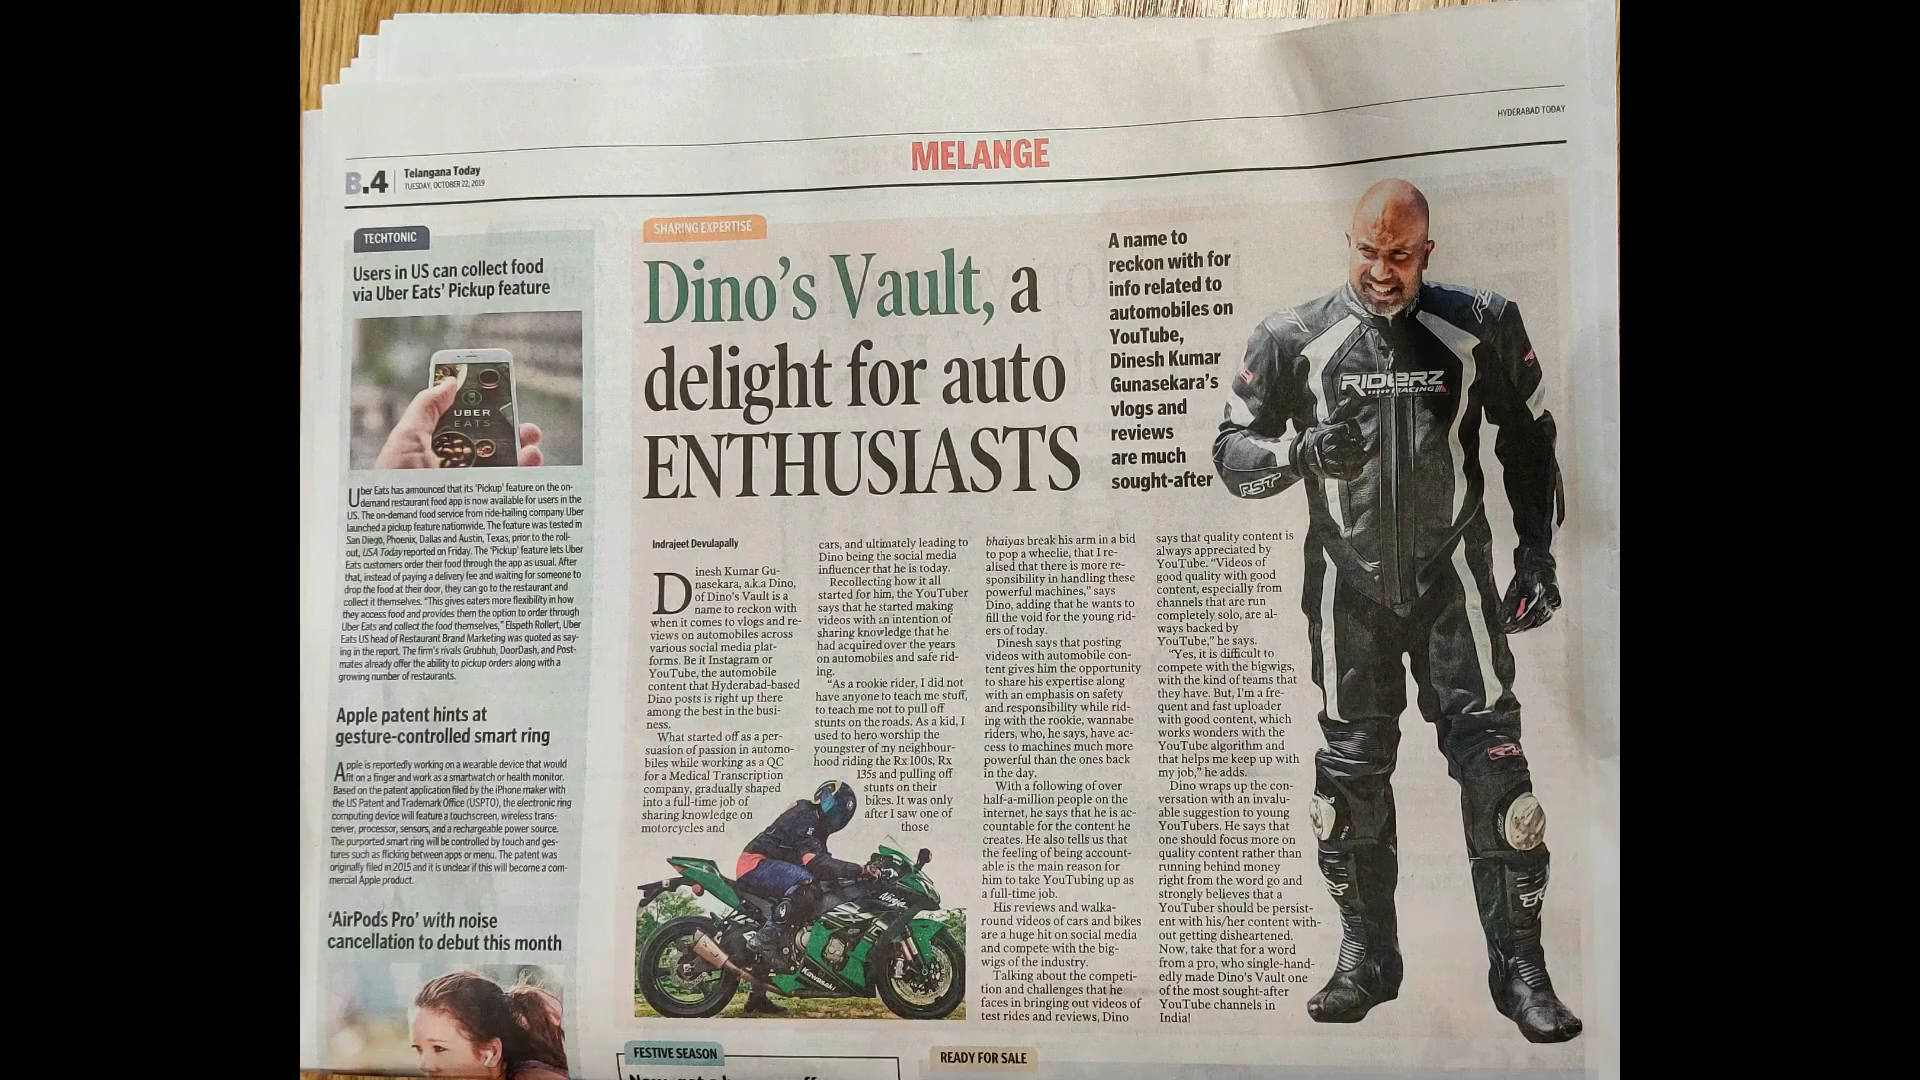 HYDERABAD TODAY
MELANGE
B.4
Telangana Today
TUESDAY, OCTOBER 22, 2019
TECHTONIC
Users in US can collect food
via Uber Eats' Pickup feature
UBER
EATS
Uber Eats has announced that its 'Pickup' feature on the on-
demand restaurant food app is now available for users in the
US. The on-demand food service from ride-hailing company Uber
launched a pickup feature nationwide. The feature was tested in
San Diego, Phoenix, Dallas and Austin, Texas, prior to the roll-
out, USA Today reported on Friday. The 'Pickup' feature lets Uber
Eats customers order their food through the app as usual. After
that, instead of paying a delivery fee and waiting for someone to
drop the food at their door, they can go to the restaurant and
collect it themselves. "This gives eaters more flexibility in how
they access food and provides them the option to order through
Uber Eats and collect the food themselves," Elspeth Rollert, Uber
Eats US head of Restaurant Brand Marketing was quoted as say-
ing in the report. The firm's rivals Grubhub, DoorDash, and Post-
mates already offer the ability to pickup orders along with a
growing number of restaurants.
Apple patent hints at
gesture-controlled smart ring
Apple is reportedly working on a wearable device that would
fit on a finger and work as a smartwatch or health monitor.
Based on the patent application filed by the iPhone maker with
the US Patent and Trademark Office (USPTO), the electronic ring
computing device will feature a touchscreen, wireless trans-
ceiver, processor, sensors, and a rechargeable power source.
The purported smart ring will be controlled by touch and ges-
tures such as flicking between apps or menu. The patent was
originally filed in 2015 and it is unclear if this will become a com-
mercial Apple product.
'AirPods Pro' with noise
cancellation to debut this month
SHARING EXPERTISE
Dino's Vault, a
delight for auto
ENTHUSIASTS
A name to
reckon with for
info related to
automobiles on
YouTube,
Dinesh Kumar
Gunasekara's
vlogs and
reviews
are much
sought-after
RIDERZ
RACING
RST
Indrajeet Devulapally
Dinesh Kumar Gu-
nasekara, a.k.a Dino,
of Dino's Vault is a
name to reckon with
when it comes to vlogs and re-
views on automobiles across
various social media plat-
forms. Be it Instagram or
YouTube, the automobile
content that Hyderabad-based
Dino posts is right up there
among the best in the busi-
ness.
What started off as a per-
suasion of passion in automo-
biles while working as a QC
for a Medical Transcription
company, gradually shaped
into a full-time job of
sharing knowledge on
motorcycles and
cars, and ultimately leading to
Dino being the social media
influencer that he is today.
Recollecting how it all
started for him, the YouTuber
says that he started making
videos with an intention of
sharing knowledge that he
had acquired over the years
on automobiles and safe rid-
ing.
"As a rookie rider, I did not
have anyone to teach me stuff,
to teach me not to pull off
stunts on the roads. As a kid, I
used to hero worship the
youngster of my neighbour-
hood riding the Rx 100s, Rx
135s and pulling off
stunts on their
bikes. It was only
after I saw one of
those
bhaiyas break his arm in a bid
to pop a wheelie, that I re-
alised that there is more re-
sponsibility in handling these
powerful machines," says
Dino, adding that he wants to
fill the void for the young rid-
ers of today.
Dinesh says that posting
videos with automobile con-
tent gives him the opportunity
to share his expertise along
with an emphasis on safety
and responsibility while rid-
ing with the rookie, wannabe
riders, who, he says, have ac-
cess to machines much more
powerful than the ones back
in the day.
With a following of over
half-a-million people on the
internet, he says that he is ac-
countable for the content he
creates. He also tells us that
the feeling of being account-
able is the main reason for
him to take YouTubing up as
a full-time job.
His reviews and walka-
round videos of cars and bikes
are a huge hit on social media
and compete with the big-
wigs of the industry.
Talking about the competi-
tion and challenges that he
faces in bringing out videos of
test rides and reviews, Dino
says that quality content is
always appreciated by
YouTube. "Videos of
good quality with good
content, especially from
channels that are run
completely solo, are al-
ways backed by
YouTube," he says.
"Yes, it is difficult to
compete with the bigwigs,
with the kind of teams that
they have. But, I'm a fre-
quent and fast uploader
with good content, which
works wonders with the
YouTube algorithm and
that helps me keep up with
my job," he adds.
Dino wraps up the con-
versation with an invalu-
able suggestion to young
YouTubers. He says that
one should focus more on
quality content rather than
running behind money
right from the word go and
strongly believes that a
YouTuber should be persist-
ent with his/her content with-
out getting disheartened.
Now, take that for a word
from a pro, who single-hand-
edly made Dino's Vault one
of the most sought-after
YouTube channels in
India!
Ninja
Kawasaki
FESTIVE SEASON
READY FOR SALE